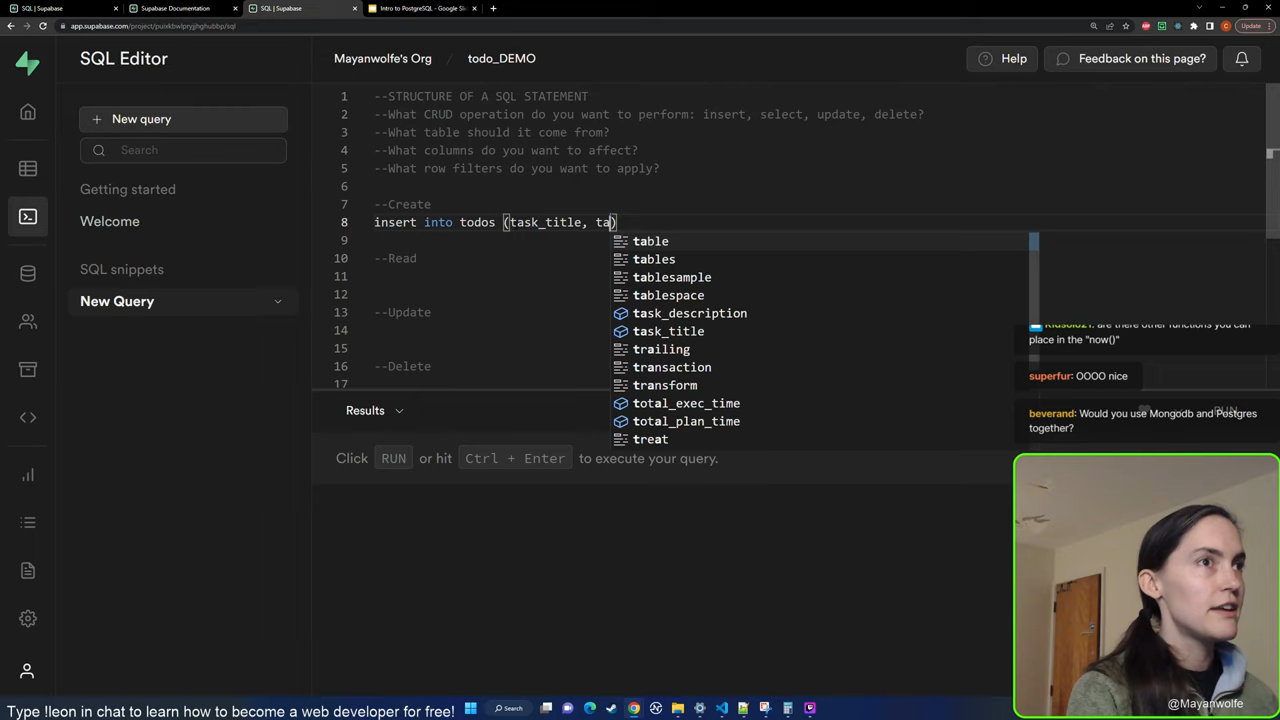 SQL | Supabase
Supabase Documentation
SQL | Supabase
Intro to PostgreSQL - Google Sli
app.supabase.com/project/puixkbwlpryjjhghubbp/sql
Update
SQL Editor
Mayanwolfe's Org / todo_DEMO
Help
Feedback on this page?
New query
Search
Getting started
Welcome
SQL snippets
New Query
1 --STRUCTURE OF A SQL STATEMENT
2 --What CRUD operation do you want to perform: insert, select, update, delete?
3 --What table should it come from?
4 --What columns do you want to affect?
5 --What row filters do you want to apply?
6
7 --Create
8 insert into todos (task_title, ta)
9
10 --Read
11
12
13 --Update
14
15
16 --Delete
17
table
tables
tablesample
tablespace
task_description
task_title
trailing
transaction
transform
total_exec_time
total_plan_time
treat
Results
Click RUN or hit Ctrl + Enter to execute your query.
are there other functions you can
place in the "now()"
superfur: OOOO nice
beverand: Would you use Mongodb and Postgres
together?
@Mayanwolfe
Type !leon in chat to learn how to become a web developer for free!
Search